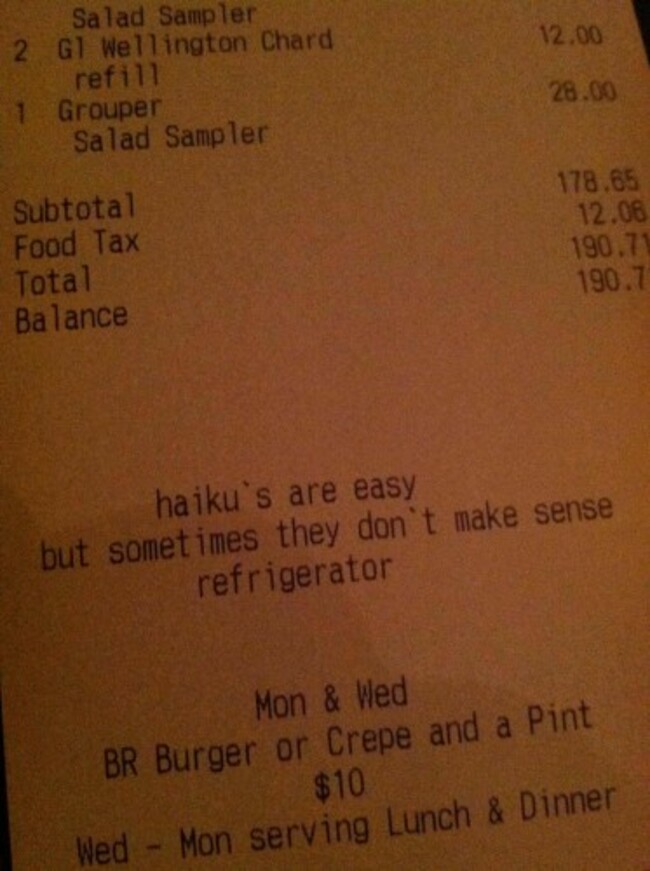 Salad Sampler
2 Gl Wellington Chard 12.00
refill
1 Grouper 28.00
Salad Sampler
Subtotal 178.65
Food Tax 12.06
Total 190.71
Balance 190.7
haiku`s are easy
but sometimes they don`t make sense
refrigerator
Mon & Wed
BR Burger or Crepe and a Pint
$10
Wed - Mon serving Lunch & Dinner